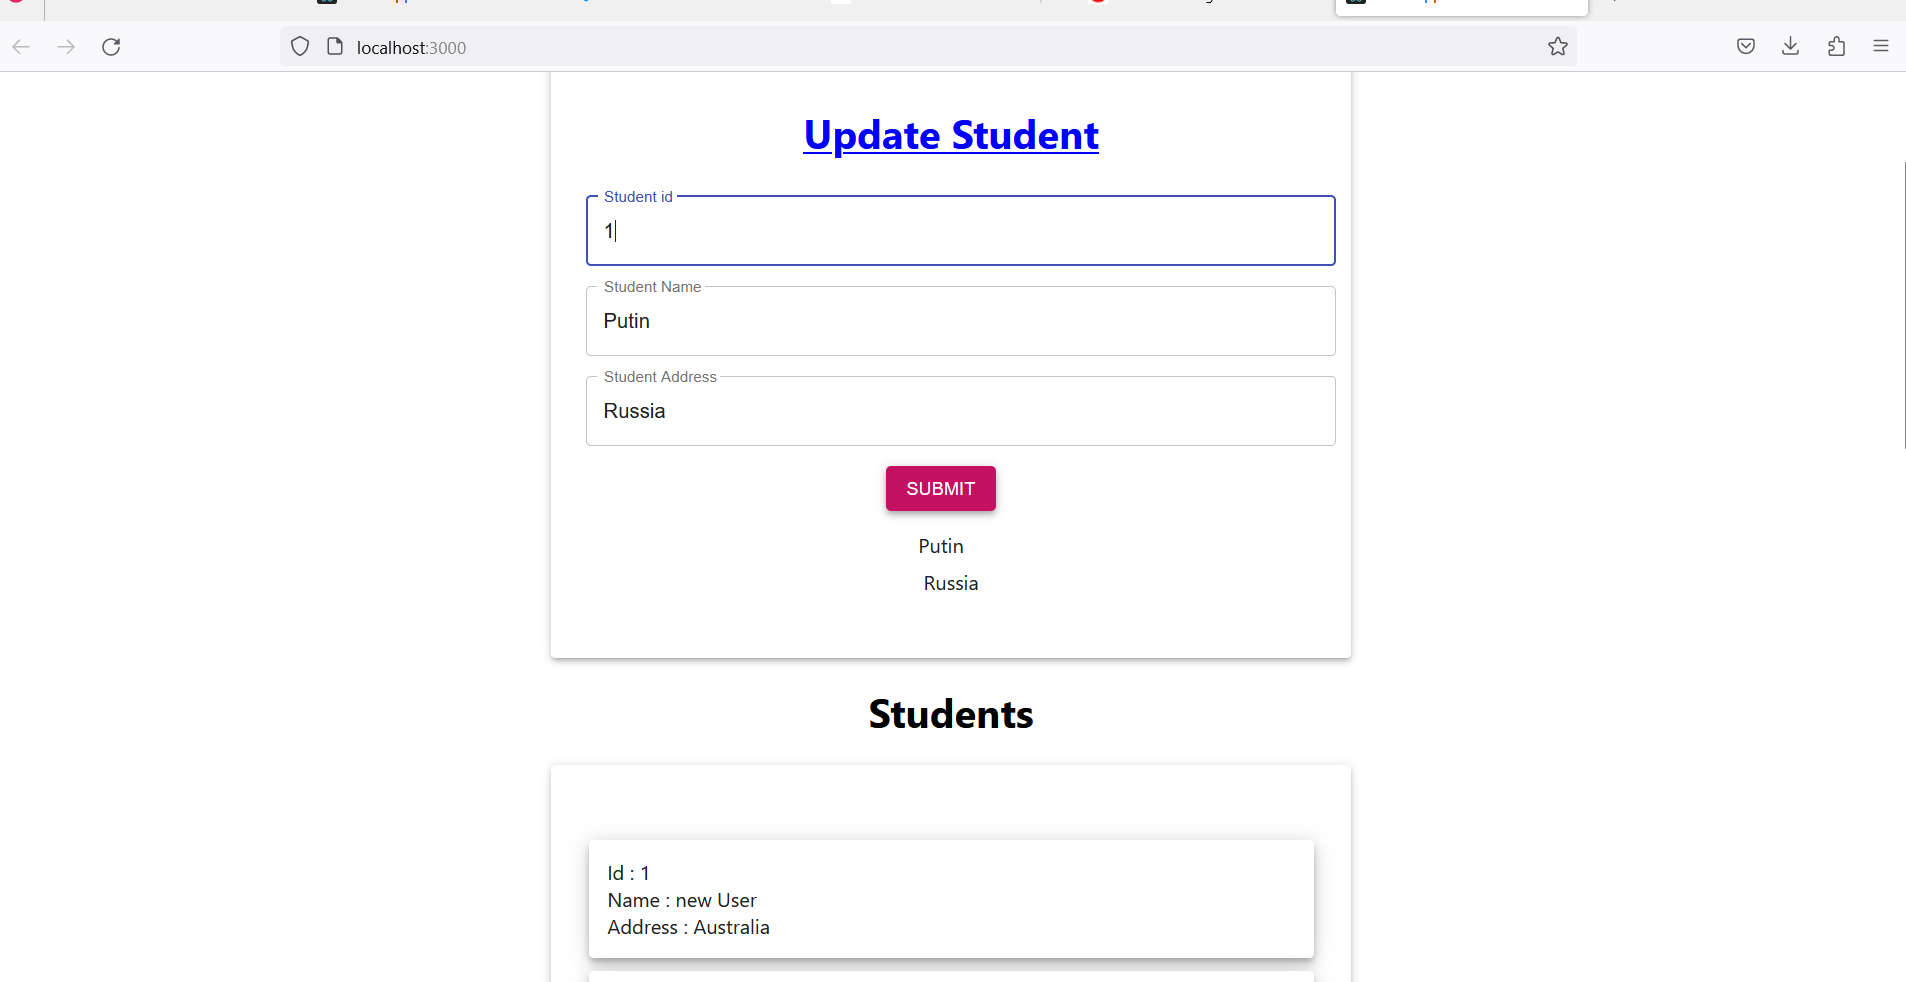 localhost:3000
Update Student
Student id
1
Student Name
Putin
Student Address
Russia
SUBMIT
Putin
Russia
Students
Id : 1
Name : new User
Address : Australia